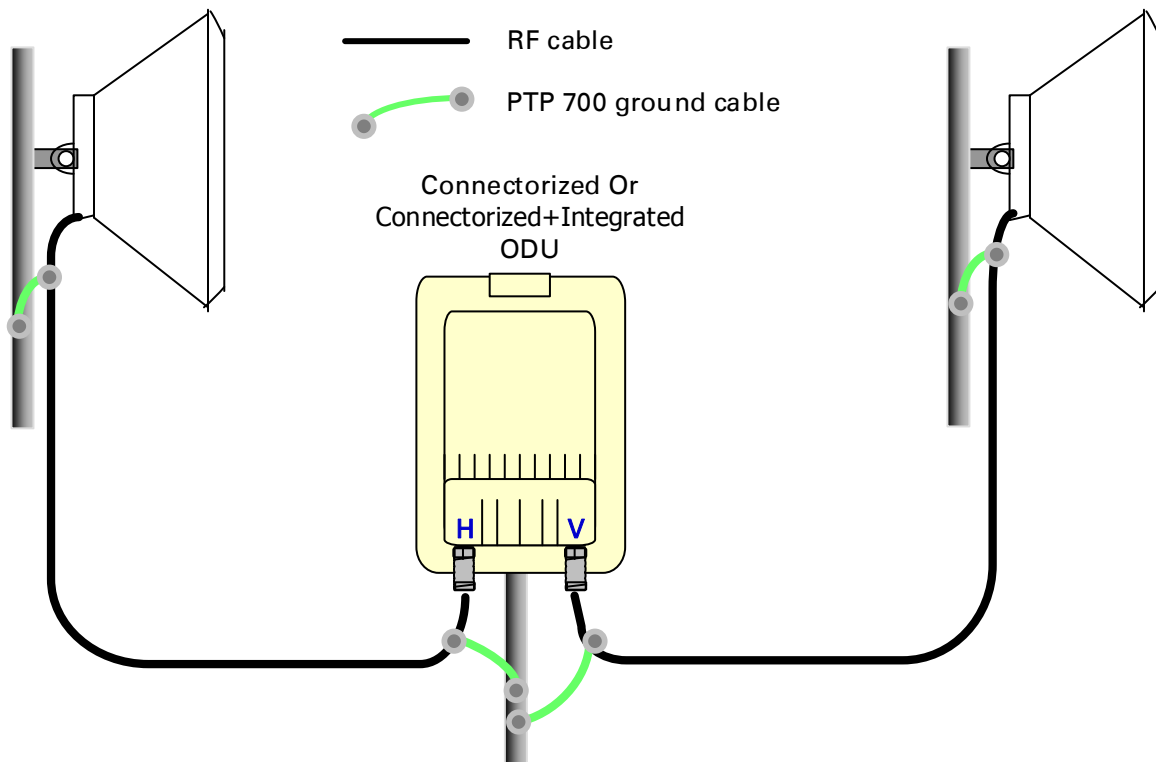 RF cable
PTP 700 ground cable
Connectorized Or
Connectorized+Integrated
ODU
H V